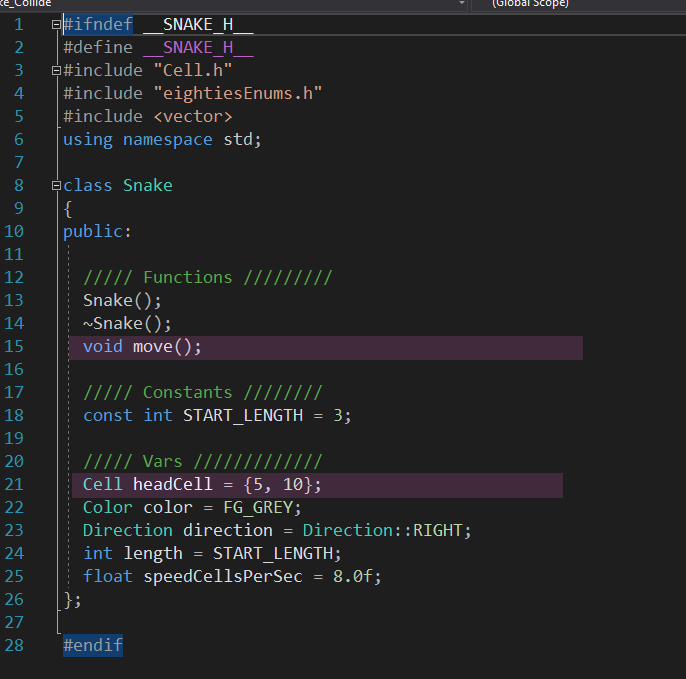 ke_Collide (Global Scope)
1 #ifndef __SNAKE_H__
2 #define __SNAKE_H__
3 #include "Cell.h"
4 #include "eightiesEnums.h"
5 #include <vector>
6 using namespace std;
7
8 class Snake
9 {
10 public:
11
12 ///// Functions /////////
13 Snake();
14 ~Snake();
15 void move();
16
17 ///// Constants ////////
18 const int START_LENGTH = 3;
19
20 ///// Vars /////////////
21 Cell headCell = {5, 10};
22 Color color = FG_GREY;
23 Direction direction = Direction::RIGHT;
24 int length = START_LENGTH;
25 float speedCellsPerSec = 8.0f;
26 };
27
28 #endif